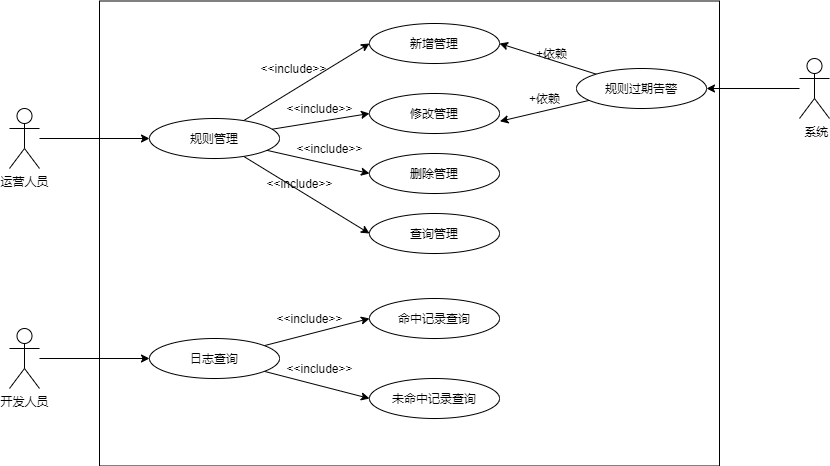 新增管理
+依赖
<<include>>
规则过期告警
+依赖
<<include>>
修改管理
系统
规则管理
<<include>>
删除管理
运营人员
<<include>>
查询管理
<<include>>
命中记录查询
日志查询
<<include>>
开发人员
未命中记录查询